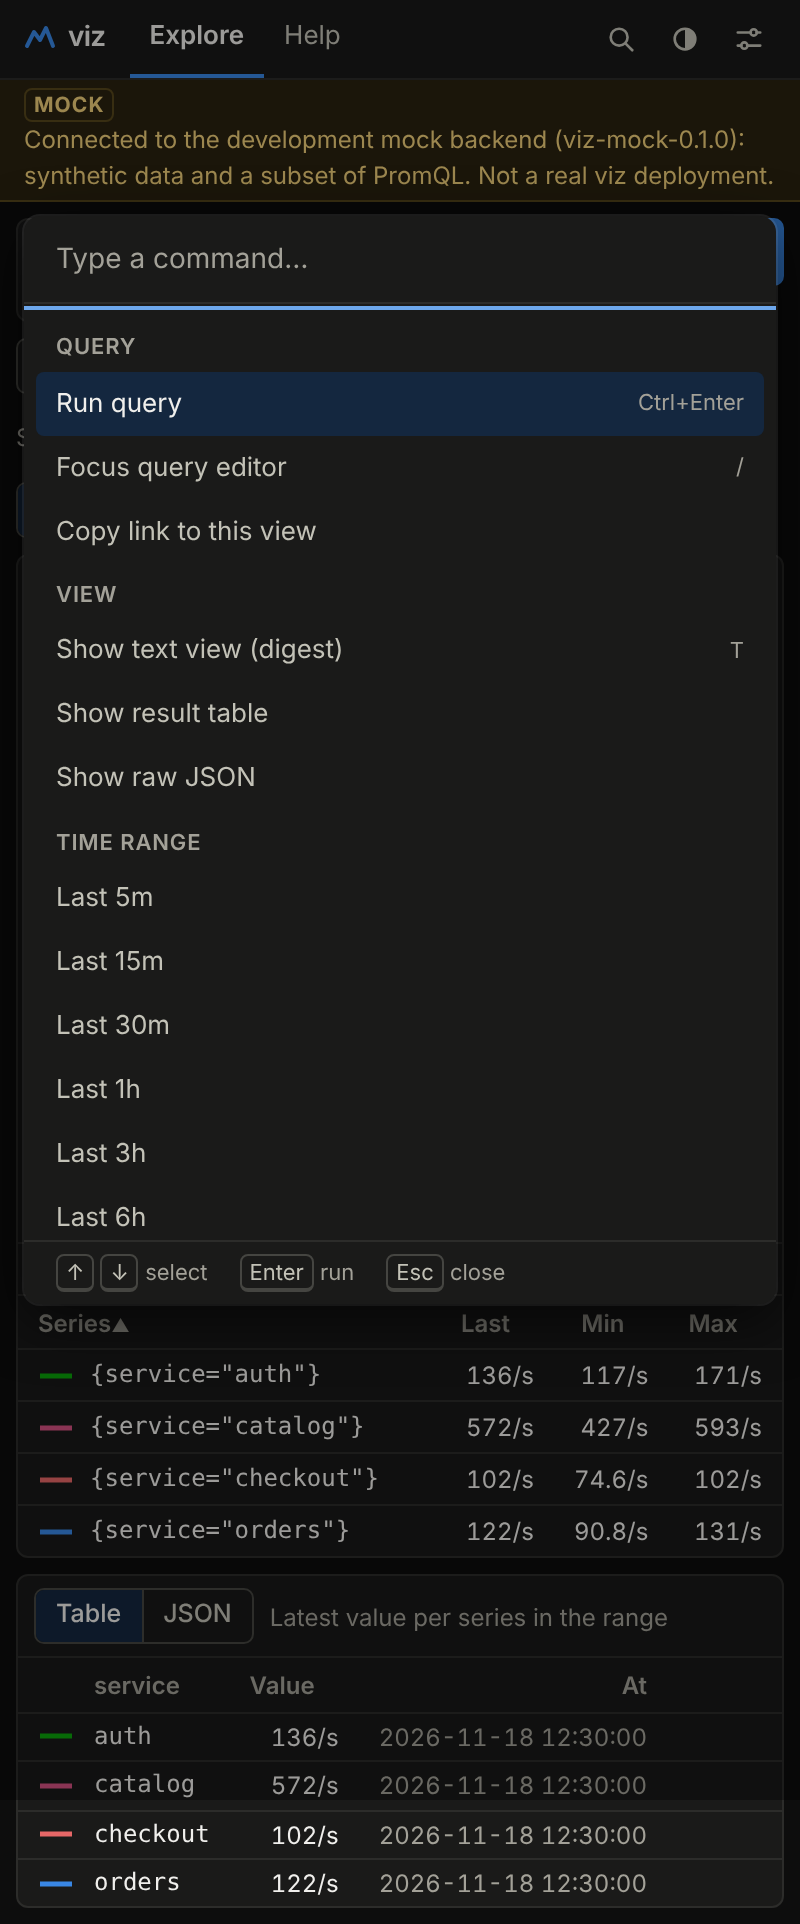 viz Explore Help
MOCK
Connected to the development mock backend (viz-mock-0.1.0):
synthetic data and a subset of PromQL. Not a real viz deployment.
Type a command...
QUERY
Run query Ctrl+Enter
Focus query editor /
Copy link to this view
VIEW
Show text view (digest) T
Show result table
Show raw JSON
TIME RANGE
Last 5m
Last 15m
Last 30m
Last 1h
Last 3h
Last 6h
↑ ↓ select Enter run Esc close
Series▲ Last Min Max
{service="auth"} 136/s 117/s 171/s
{service="catalog"} 572/s 427/s 593/s
{service="checkout"} 102/s 74.6/s 102/s
{service="orders"} 122/s 90.8/s 131/s
Table JSON Latest value per series in the range
service Value At
auth 136/s 2026-11-18 12:30:00
catalog 572/s 2026-11-18 12:30:00
checkout 102/s 2026-11-18 12:30:00
orders 122/s 2026-11-18 12:30:00